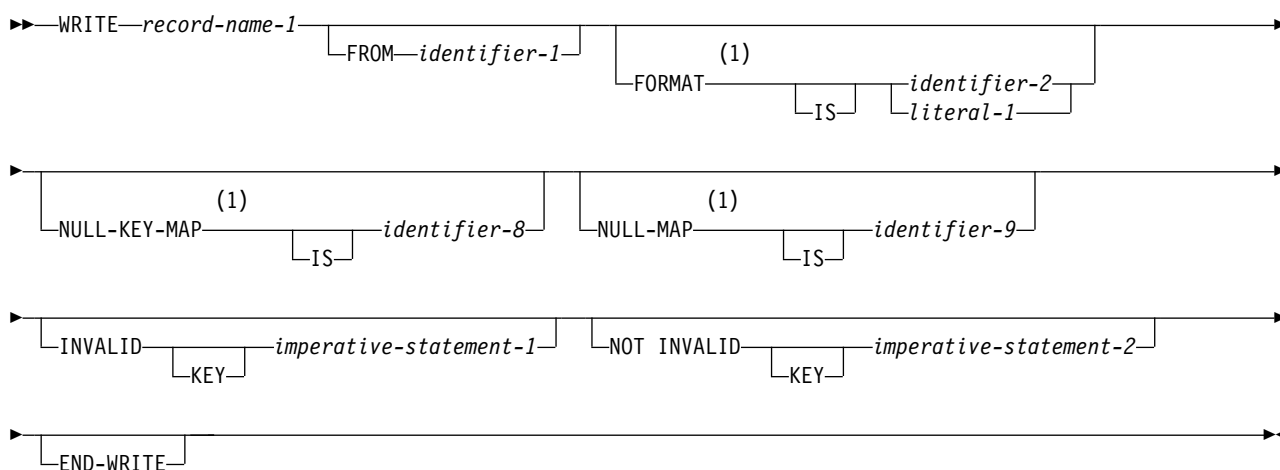 WRITE record-name-1
FROM identifier-1
(1)
FORMAT IS identifier-2
literal-1
(1) (1)
NULL-KEY-MAP IS identifier-8 NULL-MAP IS identifier-9
INVALID KEY imperative-statement-1 NOT INVALID KEY imperative-statement-2
END-WRITE